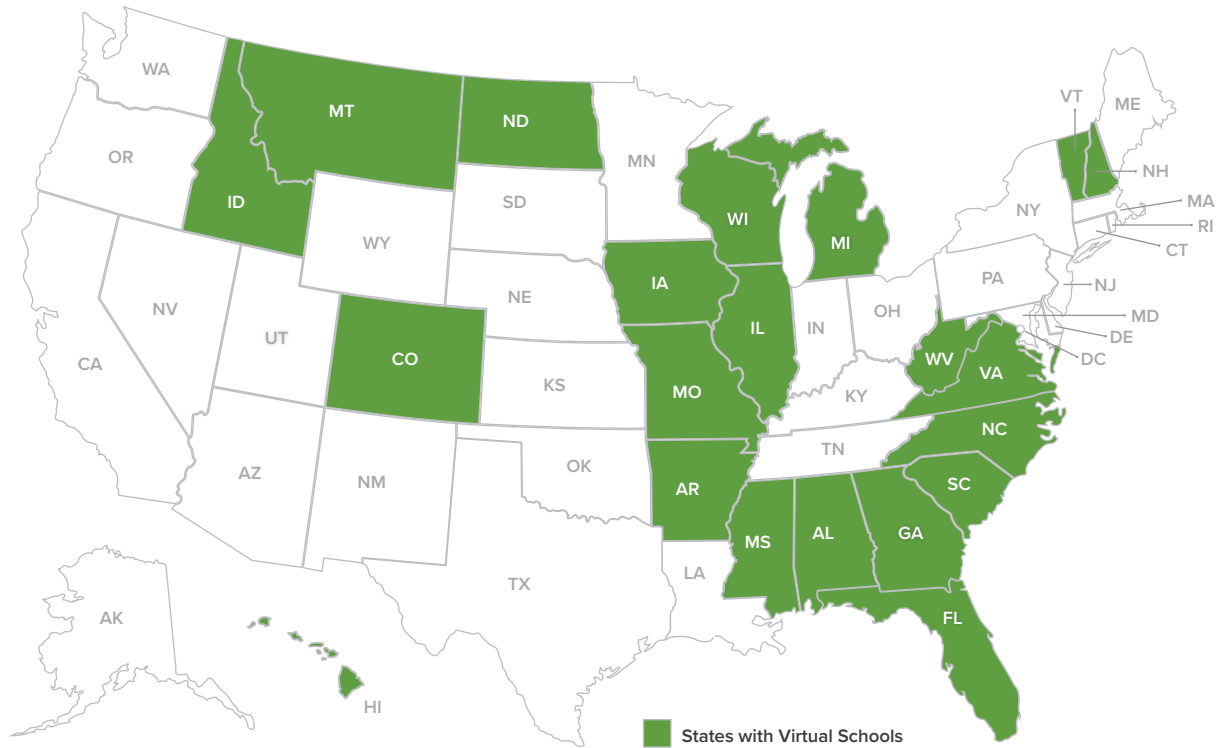 WA
MT
ND
MN
VT
ME
OR
ID
SD
WI
MI
NY
NH
MA
RI
CT
WY
IA
NE
PA
NJ
NV
UT
CO
IL
IN
OH
MD
DE
DC
CA
KS
MO
KY
WV
VA
AZ
NM
OK
AR
TN
NC
SC
MS
AL
GA
LA
TX
FL
AK
HI
States with Virtual Schools